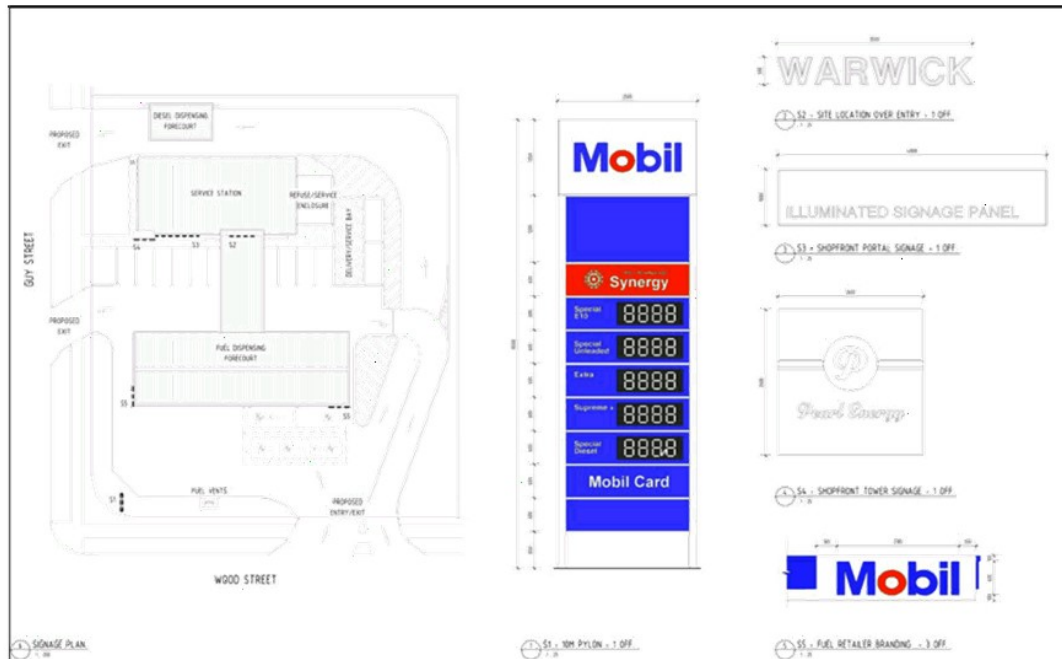 DIESEL DISPENSING
FORECOURT
PROPOSED
EXIT
SERVICE STATION
REFUSE/SERVICE
ENCLOSURE
DELIVERY/SERVICE BAY
S4
S3
S2
GUY STREET
PROPOSED
EXIT
FUEL DISPENSING
FORECOURT
S5
S5
S1
FUEL VENTS
PROPOSED
ENTRY/EXIT
WOOD STREET
SIGNAGE PLAN
Mobil
Synergy
Special
E10
8888
Special
Unleaded
8888
Extra
8888
Supreme +
8888
Special
Diesel
8888
Mobil Card
S1 - 10M PYLON - 1 OFF
WARWICK
S2 - SITE LOCATION OVER ENTRY - 1 OFF
ILLUMINATED SIGNAGE PANEL
S3 - SHOPFRONT PORTAL SIGNAGE - 1 OFF
P
Pearl Energy
S4 - SHOPFRONT TOWER SIGNAGE - 1 OFF
Mobil
S5 - FUEL RETAILER BRANDING - 3 OFF